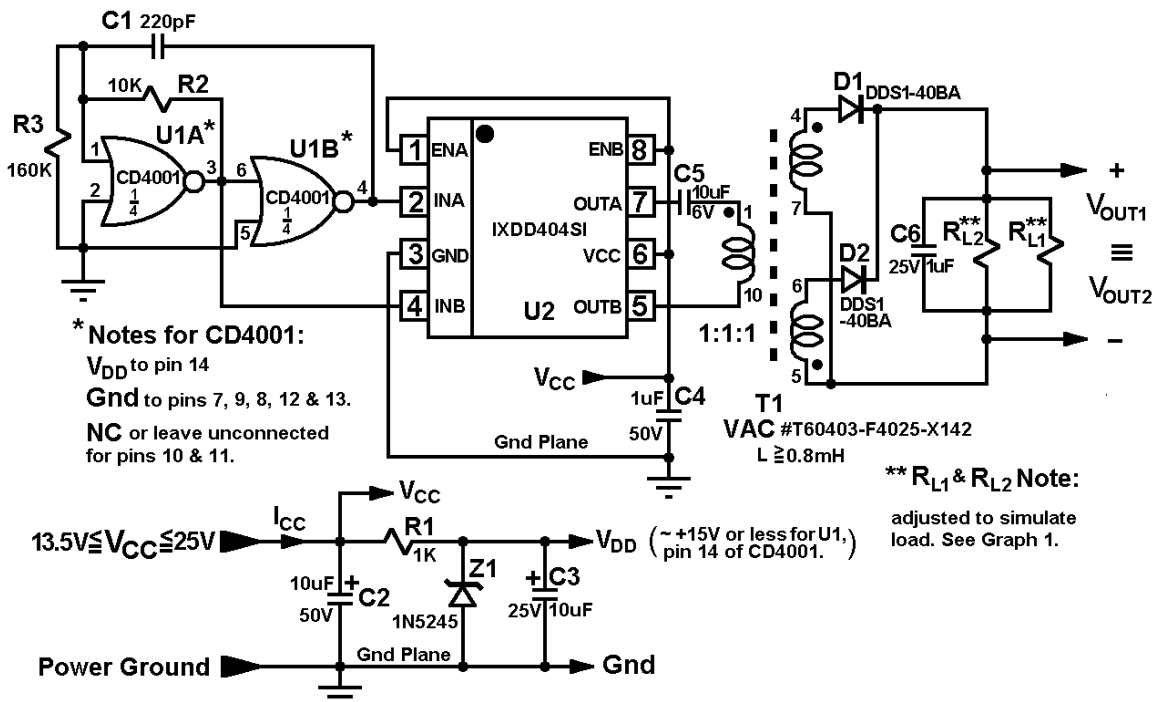 C1 220pF
10K R2
R3
160K
U1A*
1
2
3
CD4001
1/4
U1B*
6
5
4
CD4001
1/4
1 ENA
2 INA
3 GND
4 INB
ENB 8
OUTA 7
VCC 6
OUTB 5
IXDD404SI
U2
C5
10uF
6V
1
10
1:1:1
4
7
6
5
D1
DDS1-40BA
D2
DDS1
-40BA
C6
25V 1uF
RL2**
RL1**
+
VOUT1
≡
VOUT2
−
* Notes for CD4001:
VDD to pin 14
Gnd to pins 7, 9, 8, 12 & 13.
NC or leave unconnected
for pins 10 & 11.
VCC
1uF C4
50V
Gnd Plane
T1
VAC #T60403-F4025-X142
L ≧0.8mH
** RL1 & RL2 Note:
adjusted to simulate
load. See Graph 1.
13.5V≦VCC≦25V
ICC
VCC
R1
1K
VDD (~ +15V or less for U1,
pin 14 of CD4001.)
10uF +
C2
50V
Z1
1N5245
+ C3
25V 10uF
Power Ground
Gnd Plane
Gnd